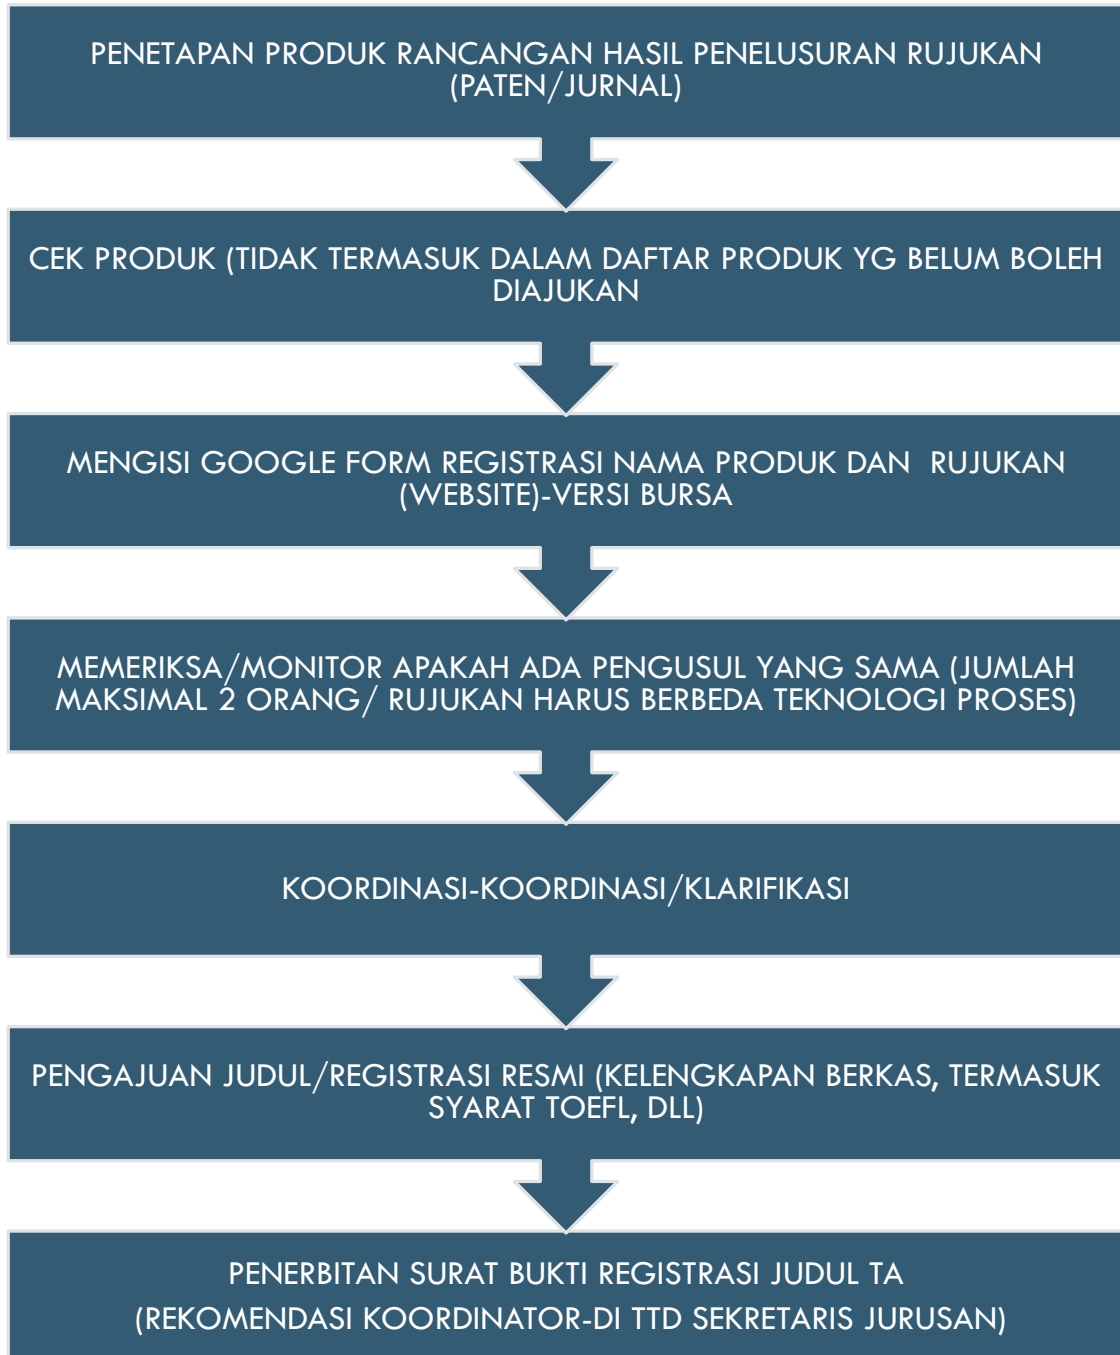 PENETAPAN PRODUK RANCANGAN HASIL PENELUSURAN RUJUKAN
(PATEN/JURNAL)
CEK PRODUK (TIDAK TERMASUK DALAM DAFTAR PRODUK YG BELUM BOLEH
DIAJUKAN
MENGISI GOOGLE FORM REGISTRASI NAMA PRODUK DAN RUJUKAN
(WEBSITE)-VERSI BURSA
MEMERIKSA/MONITOR APAKAH ADA PENGUSUL YANG SAMA (JUMLAH
MAKSIMAL 2 ORANG/ RUJUKAN HARUS BERBEDA TEKNOLOGI PROSES)
KOORDINASI-KOORDINASI/KLARIFIKASI
PENGAJUAN JUDUL/REGISTRASI RESMI (KELENGKAPAN BERKAS, TERMASUK
SYARAT TOEFL, DLL)
PENERBITAN SURAT BUKTI REGISTRASI JUDUL TA
(REKOMENDASI KOORDINATOR-DI TTD SEKRETARIS JURUSAN)